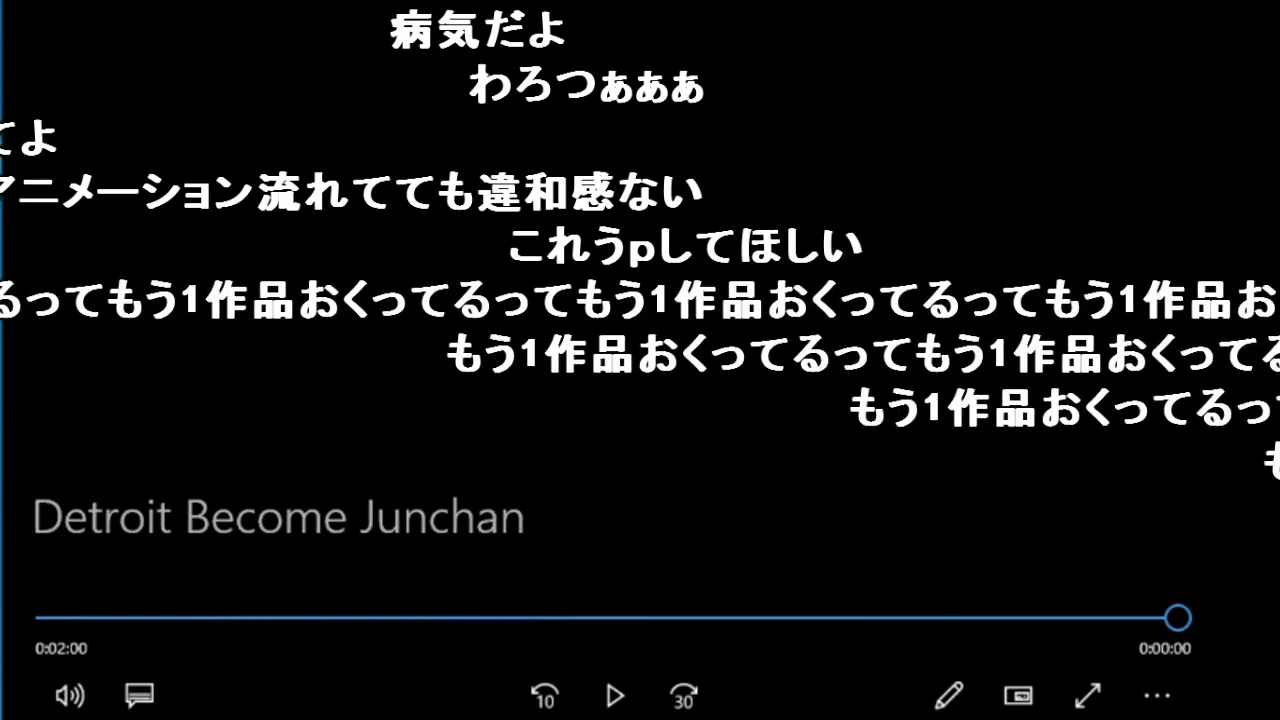 病気だよ
わろつぁぁぁ
てよ
アニメーション流れてても違和感ない
これうpしてほしい
るってもう1作品おくってるってもう1作品おくってるってもう1作品お
もう1作品おくってるってもう1作品おくってる
もう1作品おくってるって
も
Detroit Become Junchan
0:02:00
0:00:00
10
30